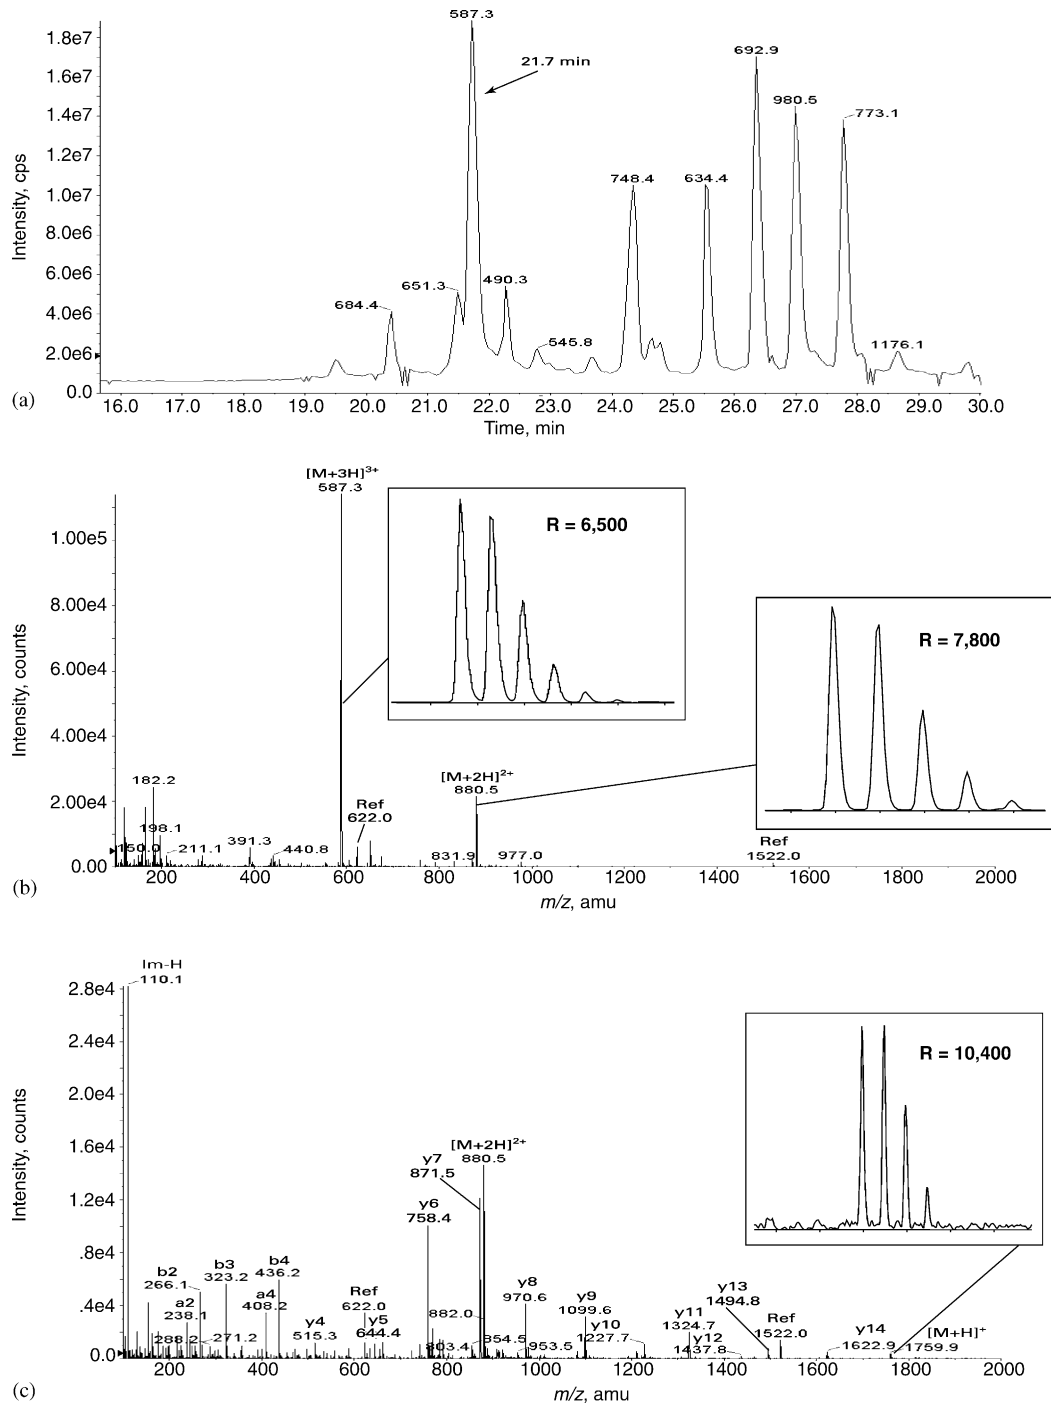 587.3
1.8e7
692.9
21.7 min
1.6e7
980.5
1.4e7
773.1
1.2e7
748.4
634.4
1.0e7
8.0e6
6.0e6
651.3
490.3
684.4
4.0e6
545.8
1176.1
2.0e6
0.0
Intensity, cps
(a)
16.0 17.0 18.0 19.0 20.0 21.0 22.0 23.0 24.0 25.0 26.0 27.0 28.0 29.0 30.0
Time, min
[M+3H]3+
587.3
R = 6,500
1.00e5
8.00e4
R = 7,800
6.00e4
4.00e4
[M+2H]2+
880.5
182.2
Ref
622.0
2.00e4
198.1
391.3
Ref
150.0
211.1
440.8
831.9
977.0
1522.0
0.00
Intensity, counts
200 400 600 800 1000 1200 1400 1600 1800 2000
(b)
m/z, amu
Im-H
110.1
2.8e4
R = 10,400
2.4e4
2.0e4
1.6e4
[M+2H]2+
y7
880.5
871.5
y6
758.4
.8e4
b4
b3
436.2
b2
323.2
y8
y13
266.1
a4
Ref
970.6
y9
1494.8
a2
408.2
622.0
1099.6
y11
Ref
.4e4
238.1
y4
y5
882.0
y10
1324.7
1522.0
y14
[M+H]+
288.2
271.2
515.3
644.4
803.4
854.5
953.5
1227.7
y12
1437.8
1622.9
1759.9
0.0
Intensity, counts
200 400 600 800 1000 1200 1400 1600 1800 2000
(c)
m/z, amu